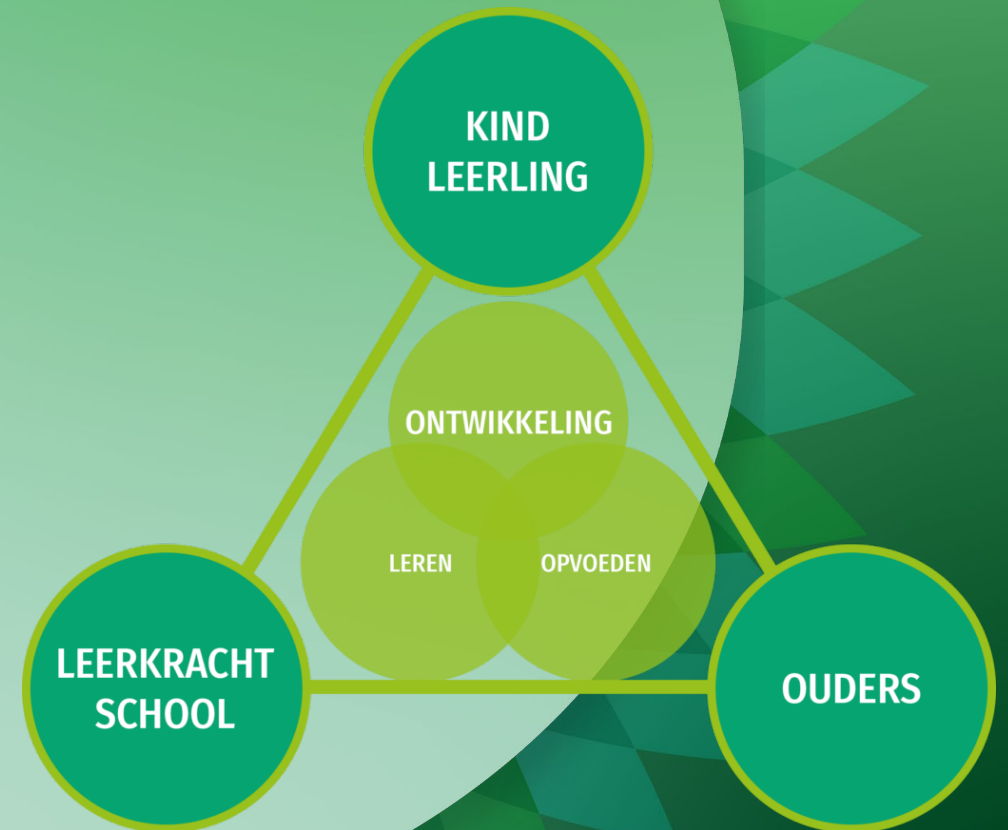 KIND
LEERLING
ONTWIKKELING
LEREN
OPVOEDEN
LEERKRACHT
SCHOOL
OUDERS